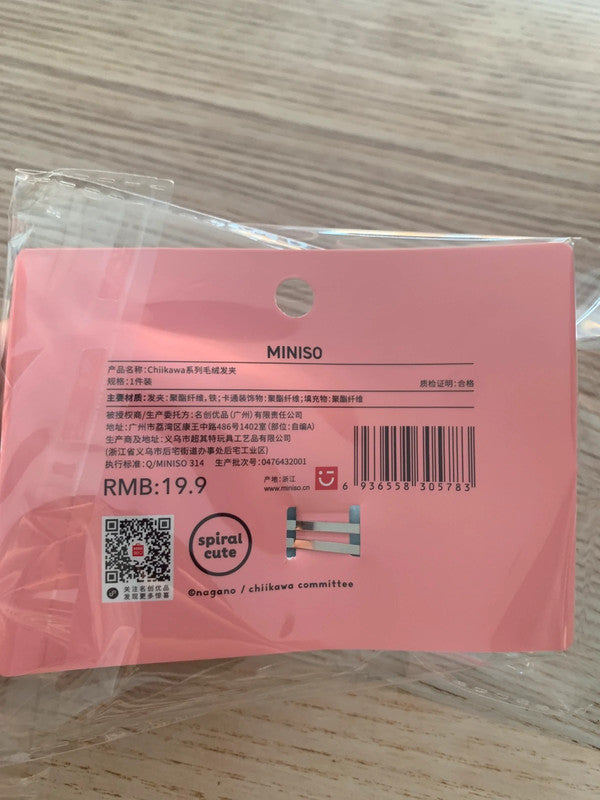 MINISO
产品名称:Chiikawa系列毛绒发夹
规格:1件装 质检证明:合格
主要材质:发夹:聚酯纤维,铁;卡通装饰物:聚酯纤维;填充物:聚酯纤维
被授权商/生产委托方:名创优品(广州)有限责任公司
地址:广州市荔湾区康王中路486号1402室(部位:自编A)
生产商及地址:义乌市超其特玩具工艺品有限公司
(浙江省义乌市后宅街道办事处后宅工业区)
执行标准:Q/MINISO 314 生产批次号:0476432001
RMB:19.9
产地:浙江
www.miniso.cn
6 936558 305783
关注名创优品
发现更多惊喜
spiral
cute
©nagano / chiikawa committee